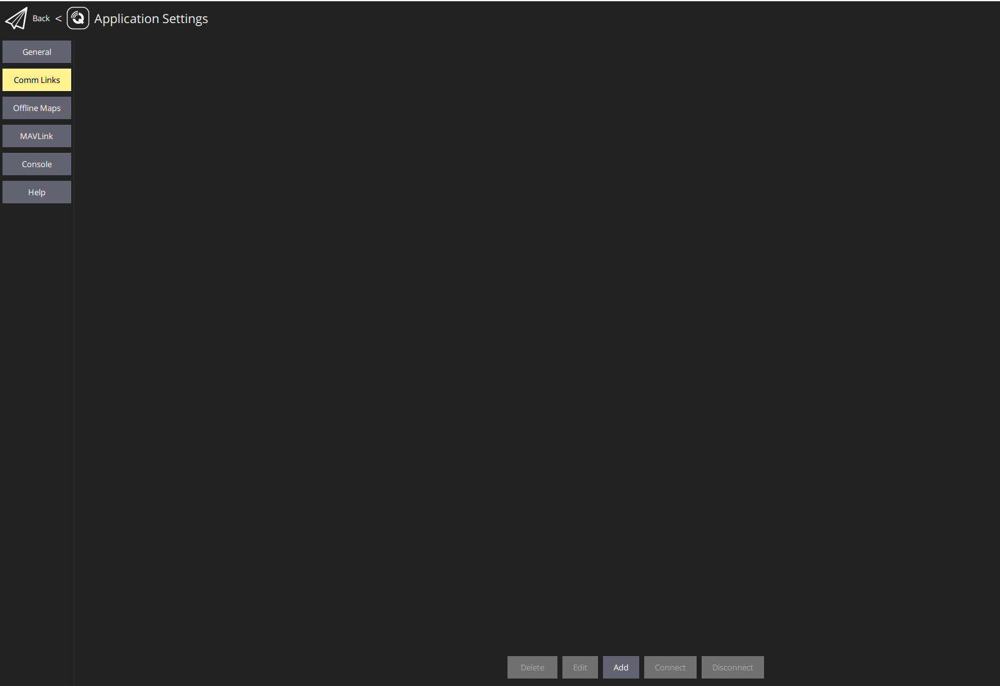 Back < Application Settings
General
Comm Links
Offline Maps
MAVLink
Console
Help
Delete Edit Add Connect Disconnect